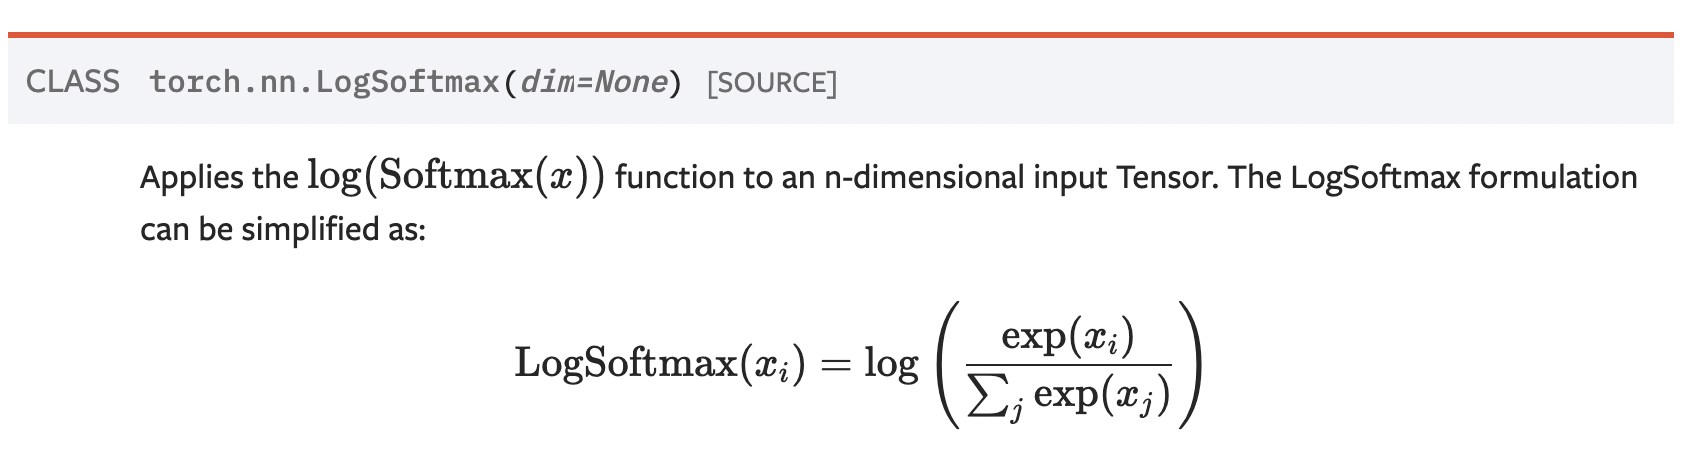 CLASS torch.nn.LogSoftmax(dim=None) [SOURCE]
Applies the log(Softmax(x)) function to an n-dimensional input Tensor. The LogSoftmax formulation
can be simplified as:
LogSoftmax(x_i) = log ( exp(x_i) / ∑_j exp(x_j) )